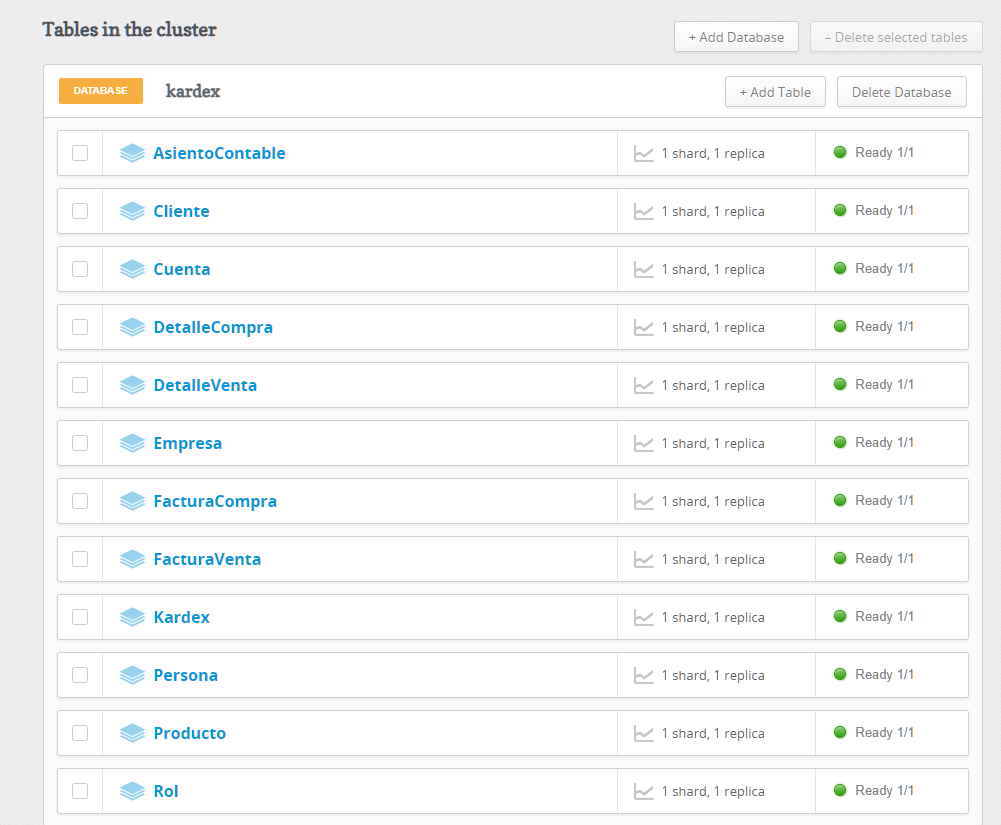 Tables in the cluster
+ Add Database
– Delete selected tables
DATABASE
kardex
+ Add Table
Delete Database
AsientoContable 1 shard, 1 replica Ready 1/1
Cliente 1 shard, 1 replica Ready 1/1
Cuenta 1 shard, 1 replica Ready 1/1
DetalleCompra 1 shard, 1 replica Ready 1/1
DetalleVenta 1 shard, 1 replica Ready 1/1
Empresa 1 shard, 1 replica Ready 1/1
FacturaCompra 1 shard, 1 replica Ready 1/1
FacturaVenta 1 shard, 1 replica Ready 1/1
Kardex 1 shard, 1 replica Ready 1/1
Persona 1 shard, 1 replica Ready 1/1
Producto 1 shard, 1 replica Ready 1/1
Rol 1 shard, 1 replica Ready 1/1